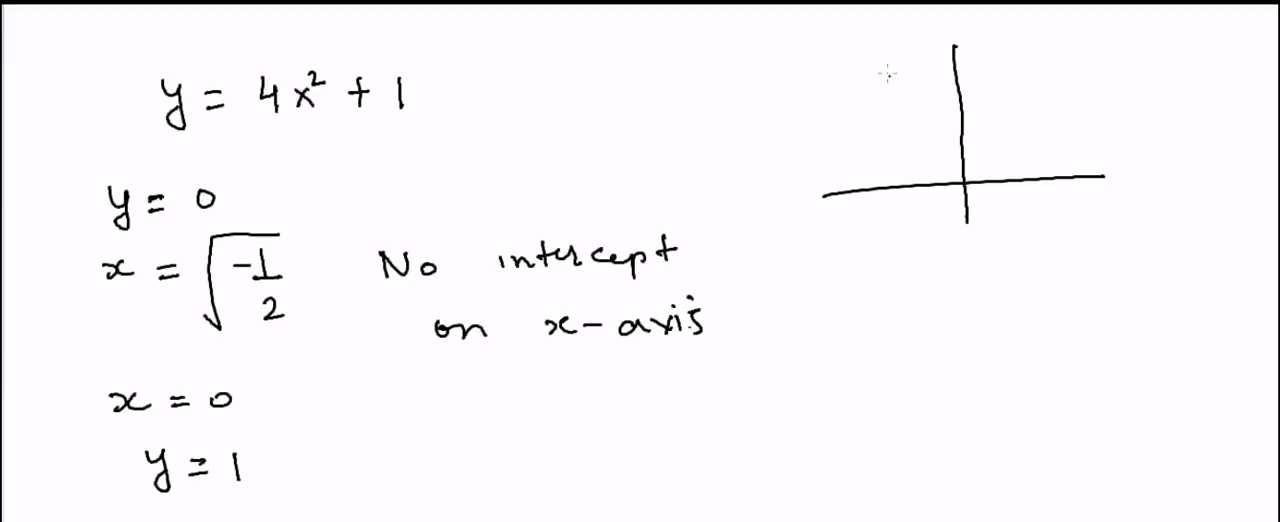 y = 4x² + 1
y = 0
x = √(-1/2) No intercept
on x-axis
x = 0
y = 1